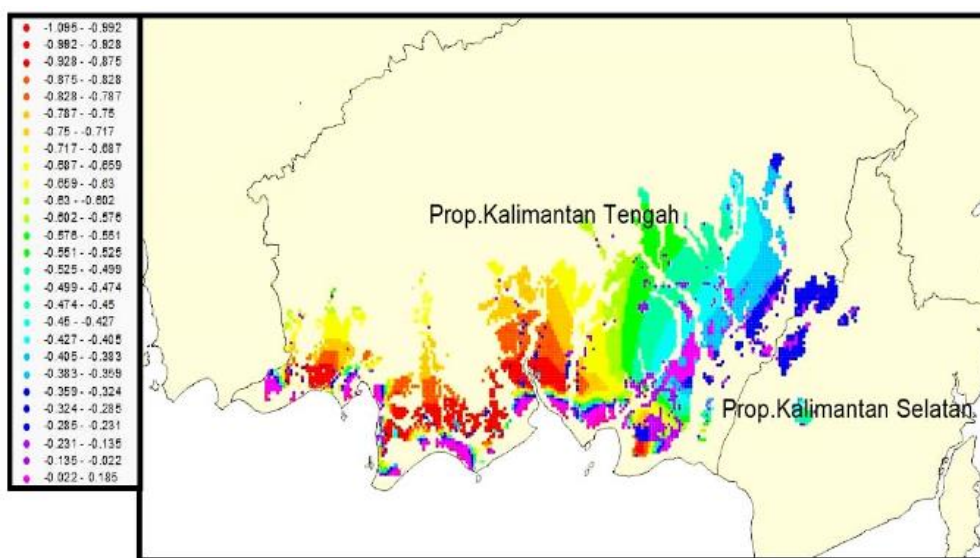 -1.095 - -0.992
-0.992 - -0.928
-0.928 - -0.875
-0.875 - -0.828
-0.828 - -0.787
-0.787 - -0.75
-0.75 - -0.717
-0.717 - -0.687
-0.687 - -0.659
-0.659 - -0.63
-0.63 - -0.602
-0.602 - -0.576
-0.576 - -0.551
-0.551 - -0.525
-0.525 - -0.499
-0.499 - -0.474
-0.474 - -0.45
-0.45 - -0.427
-0.427 - -0.405
-0.405 - -0.383
-0.383 - -0.359
-0.359 - -0.324
-0.324 - -0.285
-0.285 - -0.231
-0.231 - -0.135
-0.135 - -0.022
-0.022 - 0.185
Prop.Kalimantan Tengah
Prop.Kalimantan Selatan